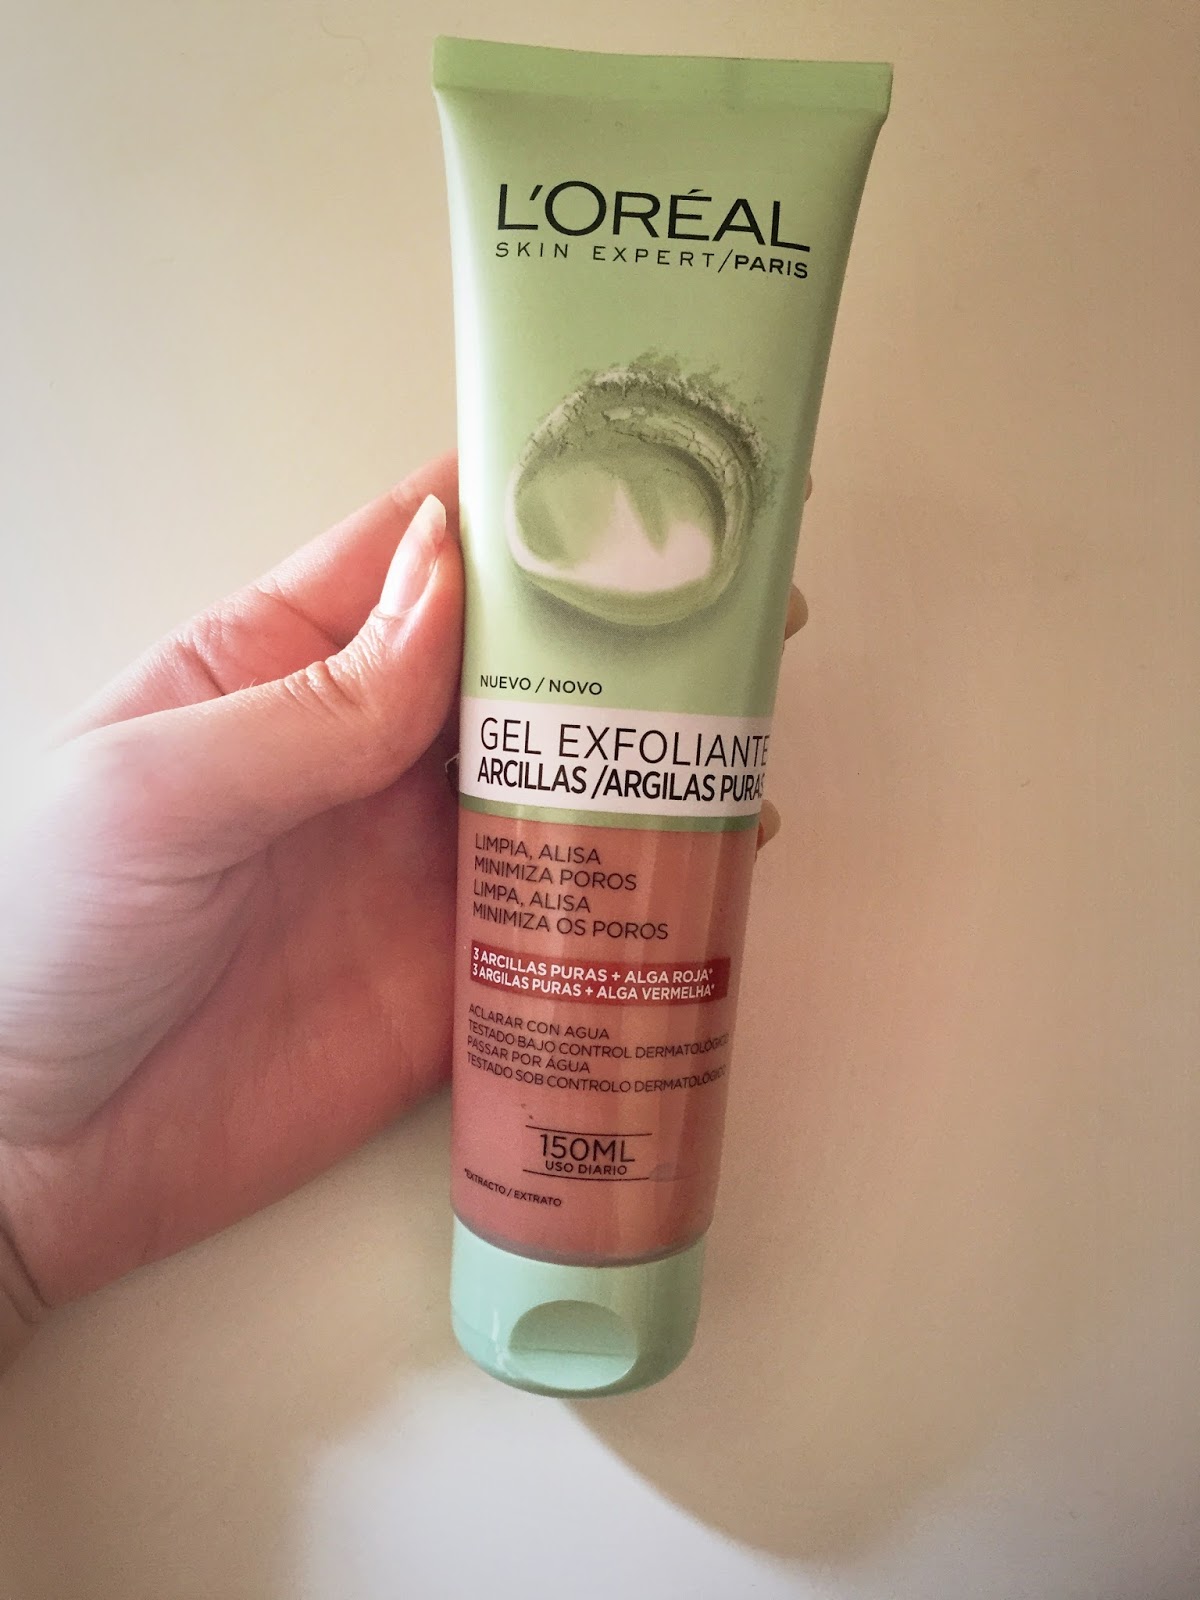 L'ORÉAL
SKIN EXPERT/PARIS
NUEVO / NOVO
GEL EXFOLIANTE
ARCILLAS /ARGILAS PURAS
LIMPIA, ALISA
MINIMIZA POROS
LIMPA, ALISA
MINIMIZA OS POROS
3 ARCILLAS PURAS + ALGA ROJA*
3 ARGILAS PURAS + ALGA VERMELHA*
ACLARAR CON AGUA
TESTADO BAJO CONTROL DERMATOLÓGICO
PASSAR POR ÁGUA
TESTADO SOB CONTROLO DERMATOLÓGICO
150ML
USO DIARIO
*EXTRACTO / EXTRATO